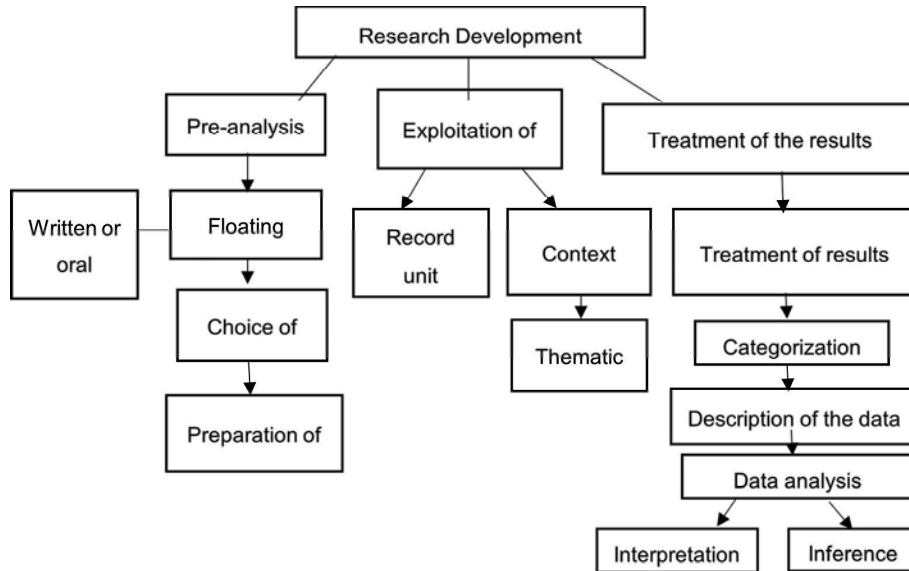 Research Development
Pre-analysis
Exploitation of
Treatment of the results
Written or
oral
Floating
Record
unit
Context
Treatment of results
Choice of
Thematic
Categorization
Preparation of
Description of the data
Data analysis
Interpretation
Inference